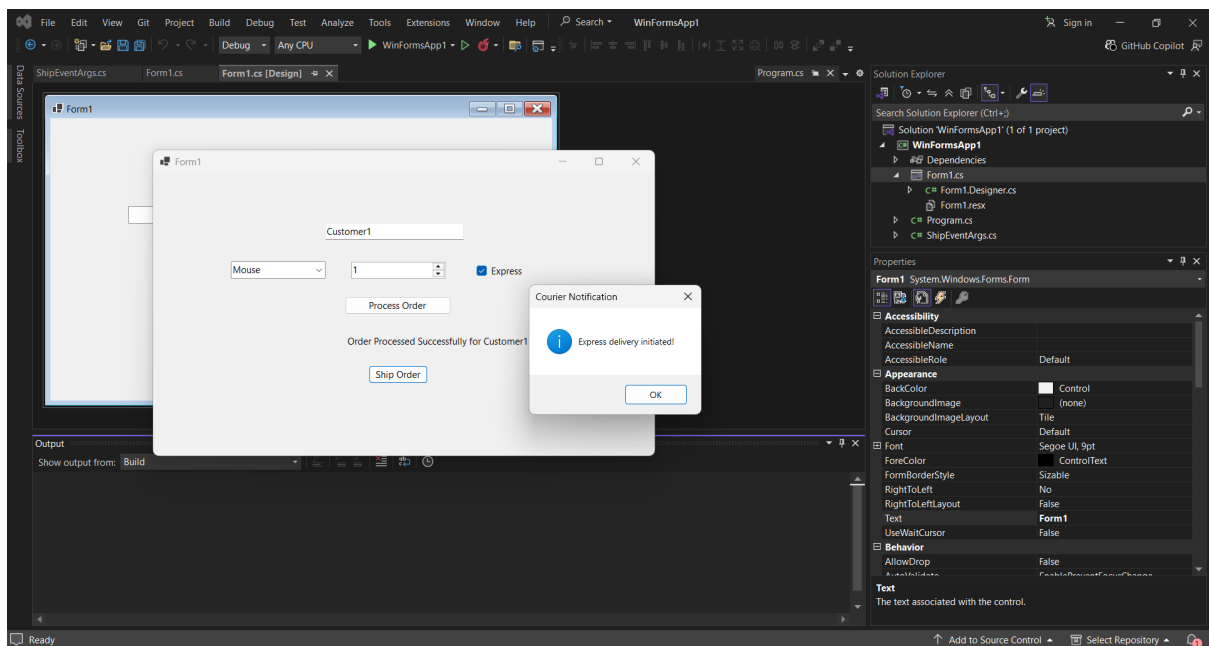 File Edit View Git Project Build Debug Test Analyze Tools Extensions Window Help Search WinFormsApp1 Sign in
Debug Any CPU WinFormsApp1 GitHub Copilot
Data Sources
Toolbox
ShipEventArgs.cs Form1.cs Form1.cs [Design] Program.cs
Form1
Form1
Customer1
Mouse 1 Express
Process Order
Order Processed Successfully for Customer1
Ship Order
Courier Notification
Express delivery initiated!
OK
Output
Show output from: Build
Solution Explorer
Search Solution Explorer (Ctrl+;)
Solution 'WinFormsApp1' (1 of 1 project)
C# WinFormsApp1
Dependencies
Form1.cs
C# Form1.Designer.cs
Form1.resx
C# Program.cs
C# ShipEventArgs.cs
Properties
Form1 System.Windows.Forms.Form
Accessibility
AccessibleDescription
AccessibleName
AccessibleRole Default
Appearance
BackColor Control
BackgroundImage (none)
BackgroundImageLayout Tile
Cursor Default
Font Segoe UI, 9pt
ForeColor ControlText
FormBorderStyle Sizable
RightToLeft No
RightToLeftLayout False
Text Form1
UseWaitCursor False
Behavior
AllowDrop False
AutoValidate EnablePreventFocusChange
Text
The text associated with the control.
Ready Add to Source Control Select Repository 1